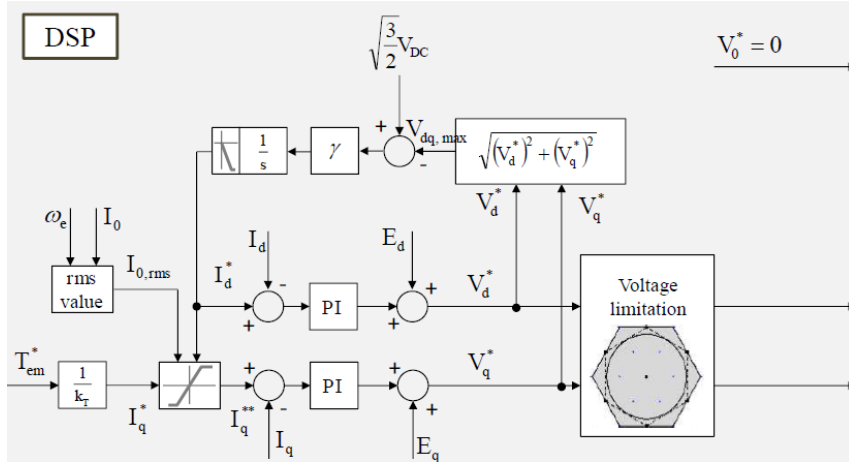 DSP
√(3/2) V_DC
V_0^* = 0
+
V_dq, max
-
1/s
γ
√((V_d^*)^2 + (V_q^*)^2)
V_d^*
V_q^*
ω_e
I_0
rms
value
I_0,rms
I_d^*
I_d
-
+
PI
E_d
+
+
V_d^*
Voltage
limitation
T_em^*
1/k_T
I_q^*
I_q^**
+
-
I_q
PI
+
+
E_q
V_q^*